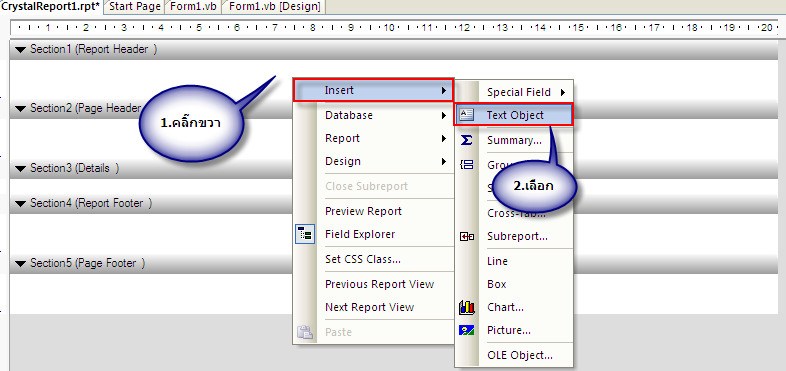 CrystalReport1.rpt* Start Page Form1.vb Form1.vb [Design]
1 2 3 4 5 6 7 8 9 10 11 12 13 14 15 16 17 18
Section1 (Report Header )
Section2 (Page Header
Section3 (Details )
Section4 (Report Footer )
Section5 (Page Footer )
1.คลิ๊กขวา
Insert
Database
Report
Design
Close Subreport
Preview Report
Field Explorer
Set CSS Class...
Previous Report View
Next Report View
Paste
Special Field
Text Object
Summary...
Grou
S
Cross-Tab...
Subreport...
Line
Box
Chart...
Picture...
OLE Object...
2.เลือก